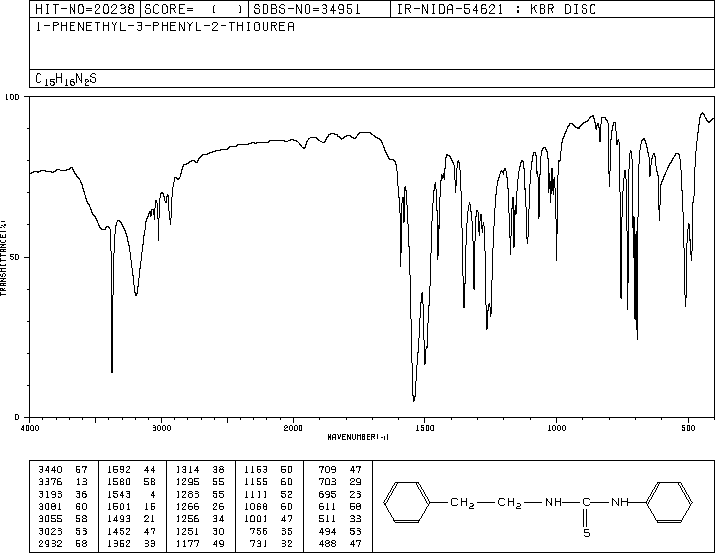 HIT-NO=20238 SCORE= ( ) SDBS-NO=34951 IR-NIDA-54621 : KBR DISC
1-PHENETHYL-3-PHENYL-2-THIOUREA
C15H16N2S
100
50
0
TRANSMITTANCE(%)
4000 3000 2000 1500 1000 500
WAVENUMBER(-1)
3440 57 1592 44 1314 38 1163 60 709 47
3376 13 1580 58 1295 55 1155 60 703 29
3193 36 1543 4 1283 55 1111 52 695 23
3081 60 1501 16 1266 26 1068 60 611 58
3055 58 1493 21 1256 34 1001 47 511 33
3023 53 1452 47 1251 30 756 35 494 53
2932 58 1352 33 1177 49 731 32 488 47
CH2 CH2 NH C NH
S